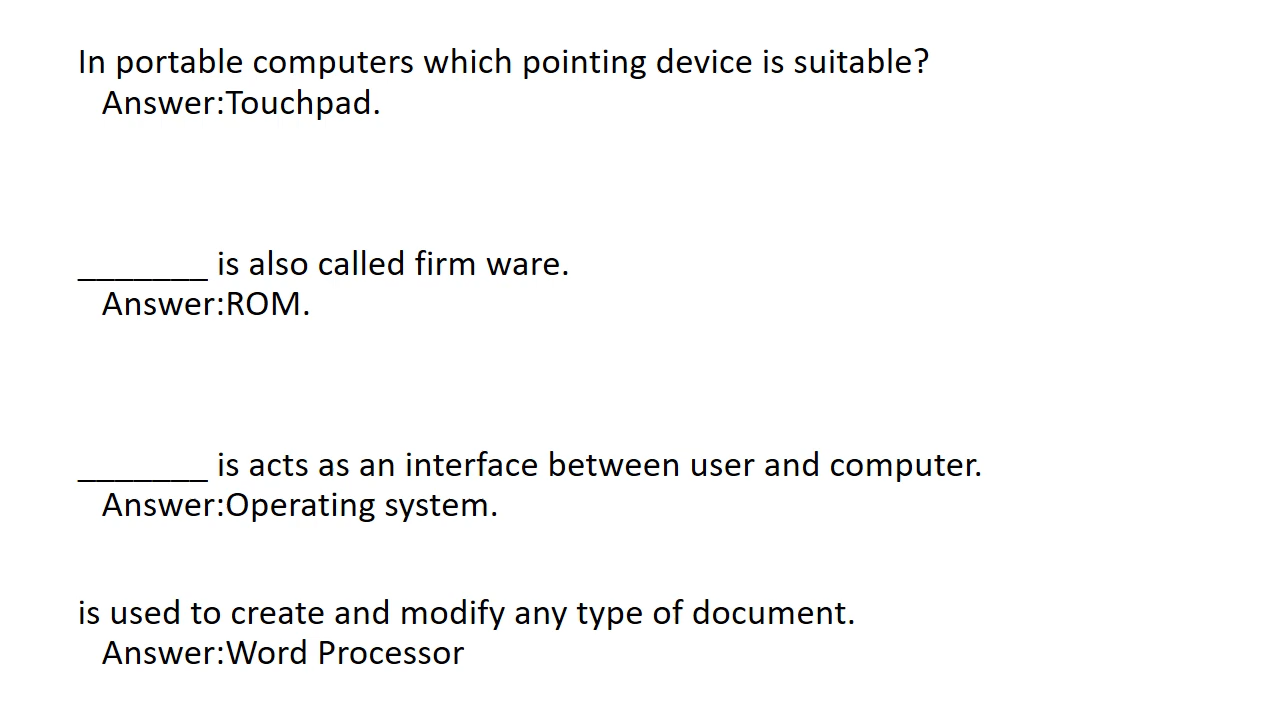 In portable computers which pointing device is suitable?
Answer:Touchpad.
_______ is also called firm ware.
Answer:ROM.
_______ is acts as an interface between user and computer.
Answer:Operating system.
is used to create and modify any type of document.
Answer:Word Processor